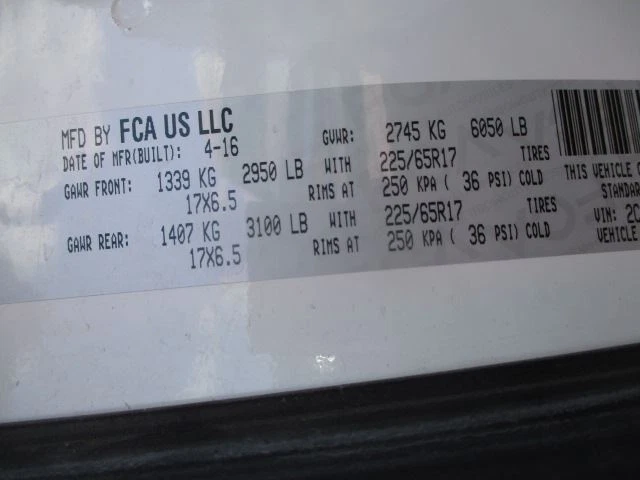 MFD BY FCA US LLC
DATE OF MFR(BUILT): 4-16 GVWR: 2745 KG 6050 LB
GAWR FRONT: 1339 KG 2950 LB WITH 225/65R17 TIRES
17X6.5 RIMS AT 250 KPA ( 36 PSI) COLD
GAWR REAR: 1407 KG 3100 LB WITH 225/65R17 TIRES
17X6.5 RIMS AT 250 KPA ( 36 PSI) COLD
THIS VEHICLE
STANDAR
VIN: 2C
VEHICLE